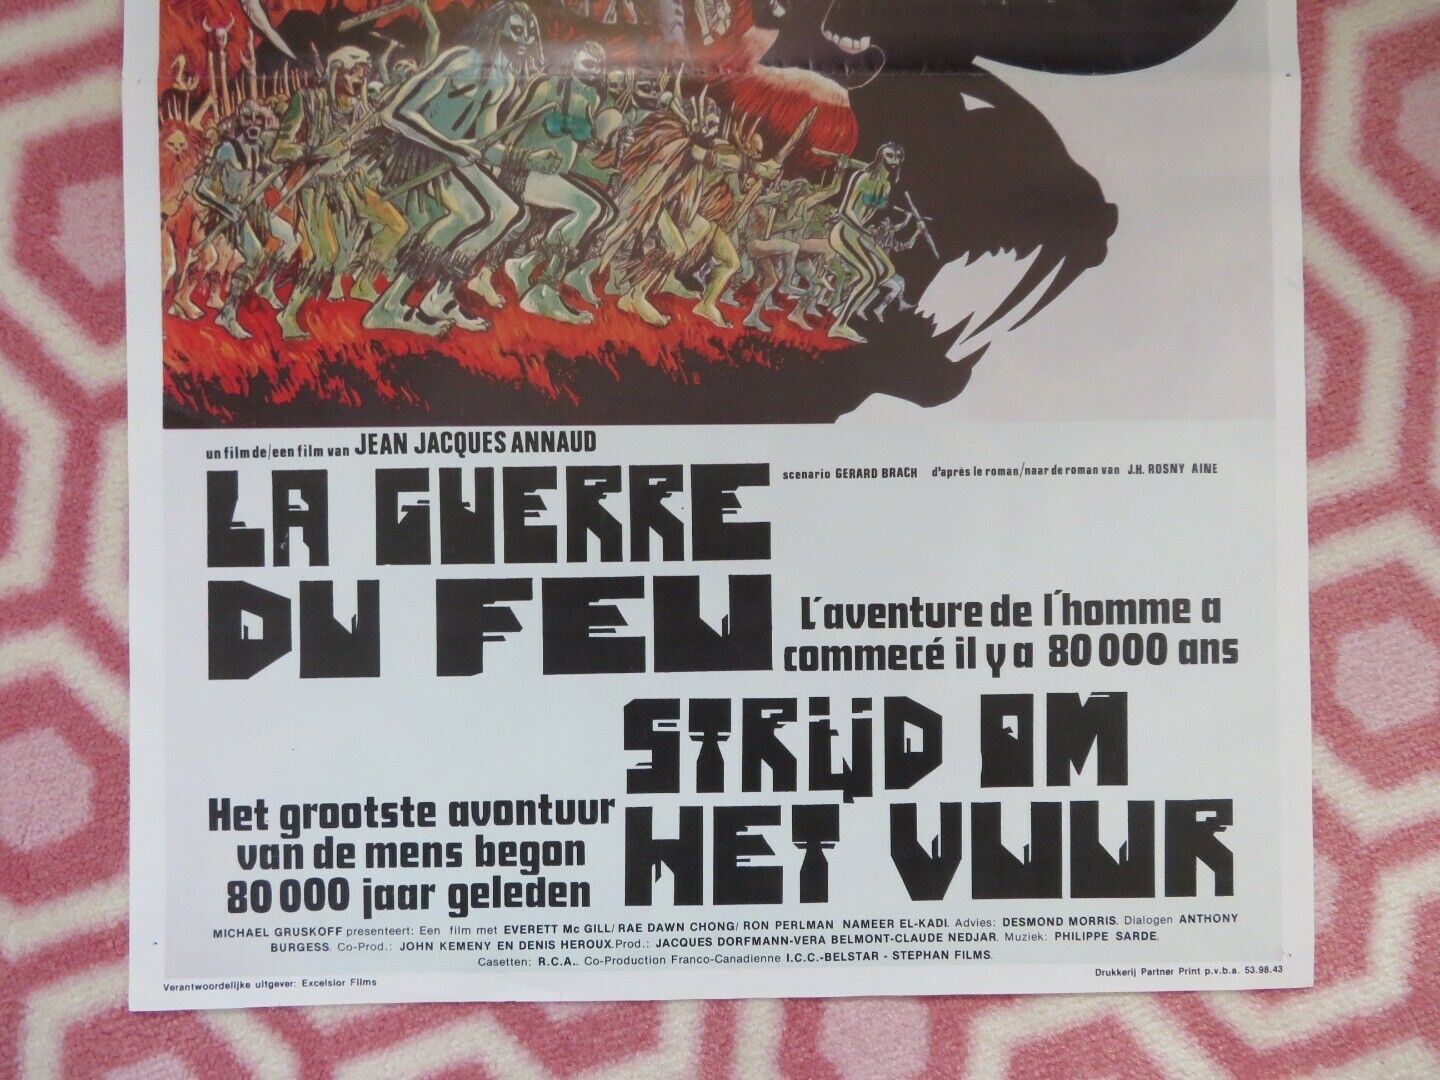 un film de/een film van JEAN JACQUES ANNAUD
scenario GERARD BRACH d'après le roman/naar de roman van J.H. ROSNY AINE
LA GUERRE
DU FEU
L'aventure de l'homme a
commecé il y a 80 000 ans
STRIJD OM
HET VUUR
Het grootste avontuur
van de mens begon
80 000 jaar geleden
MICHAEL GRUSKOFF presenteert: Een film met EVERETT Mc GILL/ RAE DAWN CHONG/ RON PERLMAN NAMEER EL-KADI. Advies: DESMOND MORRIS. Dialogen ANTHONY
BURGESS. Co-Prod.: JOHN KEMENY EN DENIS HEROUX. Prod.: JACQUES DORFMANN-VERA BELMONT-CLAUDE NEDJAR. Muziek: PHILIPPE SARDE.
Casetten: R.C.A.. Co-Production Franco-Canadienne I.C.C.-BELSTAR - STEPHAN FILMS.
Verantwoordelijke uitgever: Excelsior Films
Drukkerij Partner Print p.v.b.a. 53.98.43